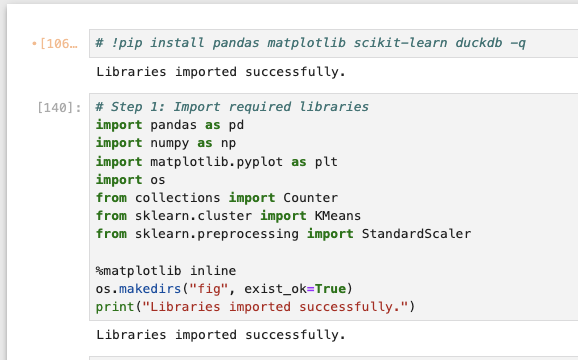 •[106…
# !pip install pandas matplotlib scikit-learn duckdb -q
Libraries imported successfully.
[140]:
# Step 1: Import required libraries
import pandas as pd
import numpy as np
import matplotlib.pyplot as plt
import os
from collections import Counter
from sklearn.cluster import KMeans
from sklearn.preprocessing import StandardScaler
%matplotlib inline
os.makedirs("fig", exist_ok=True)
print("Libraries imported successfully.")
Libraries imported successfully.